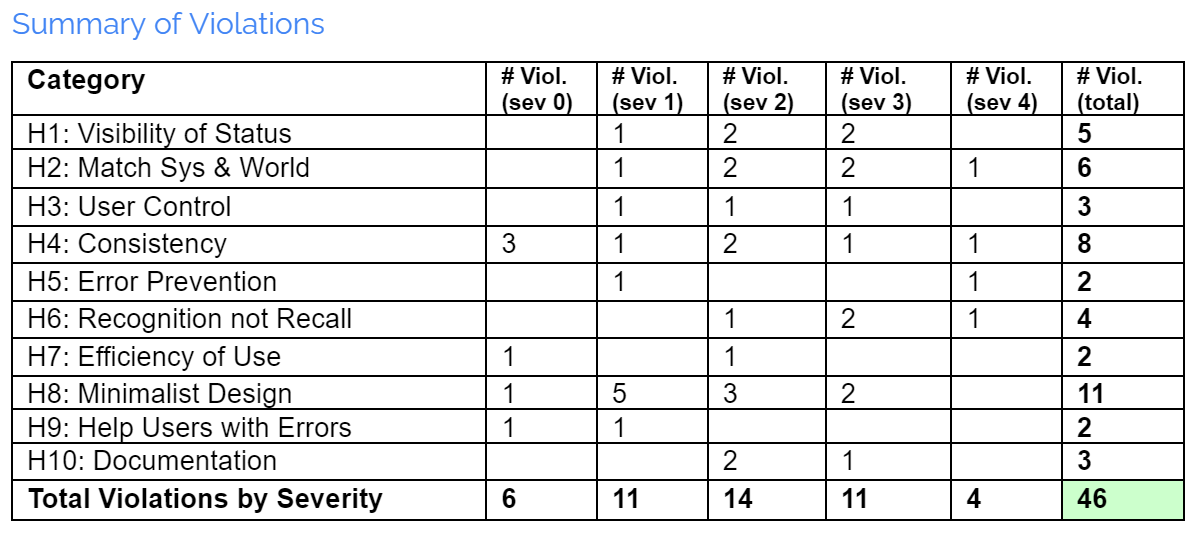 Summary of Violations
Category # Viol. (sev 0) # Viol. (sev 1) # Viol. (sev 2) # Viol. (sev 3) # Viol. (sev 4) # Viol. (total)
H1: Visibility of Status 1 2 2 5
H2: Match Sys & World 1 2 2 1 6
H3: User Control 1 1 1 3
H4: Consistency 3 1 2 1 1 8
H5: Error Prevention 1 1 2
H6: Recognition not Recall 1 2 1 4
H7: Efficiency of Use 1 1 2
H8: Minimalist Design 1 5 3 2 11
H9: Help Users with Errors 1 1 2
H10: Documentation 2 1 3
Total Violations by Severity 6 11 14 11 4 46